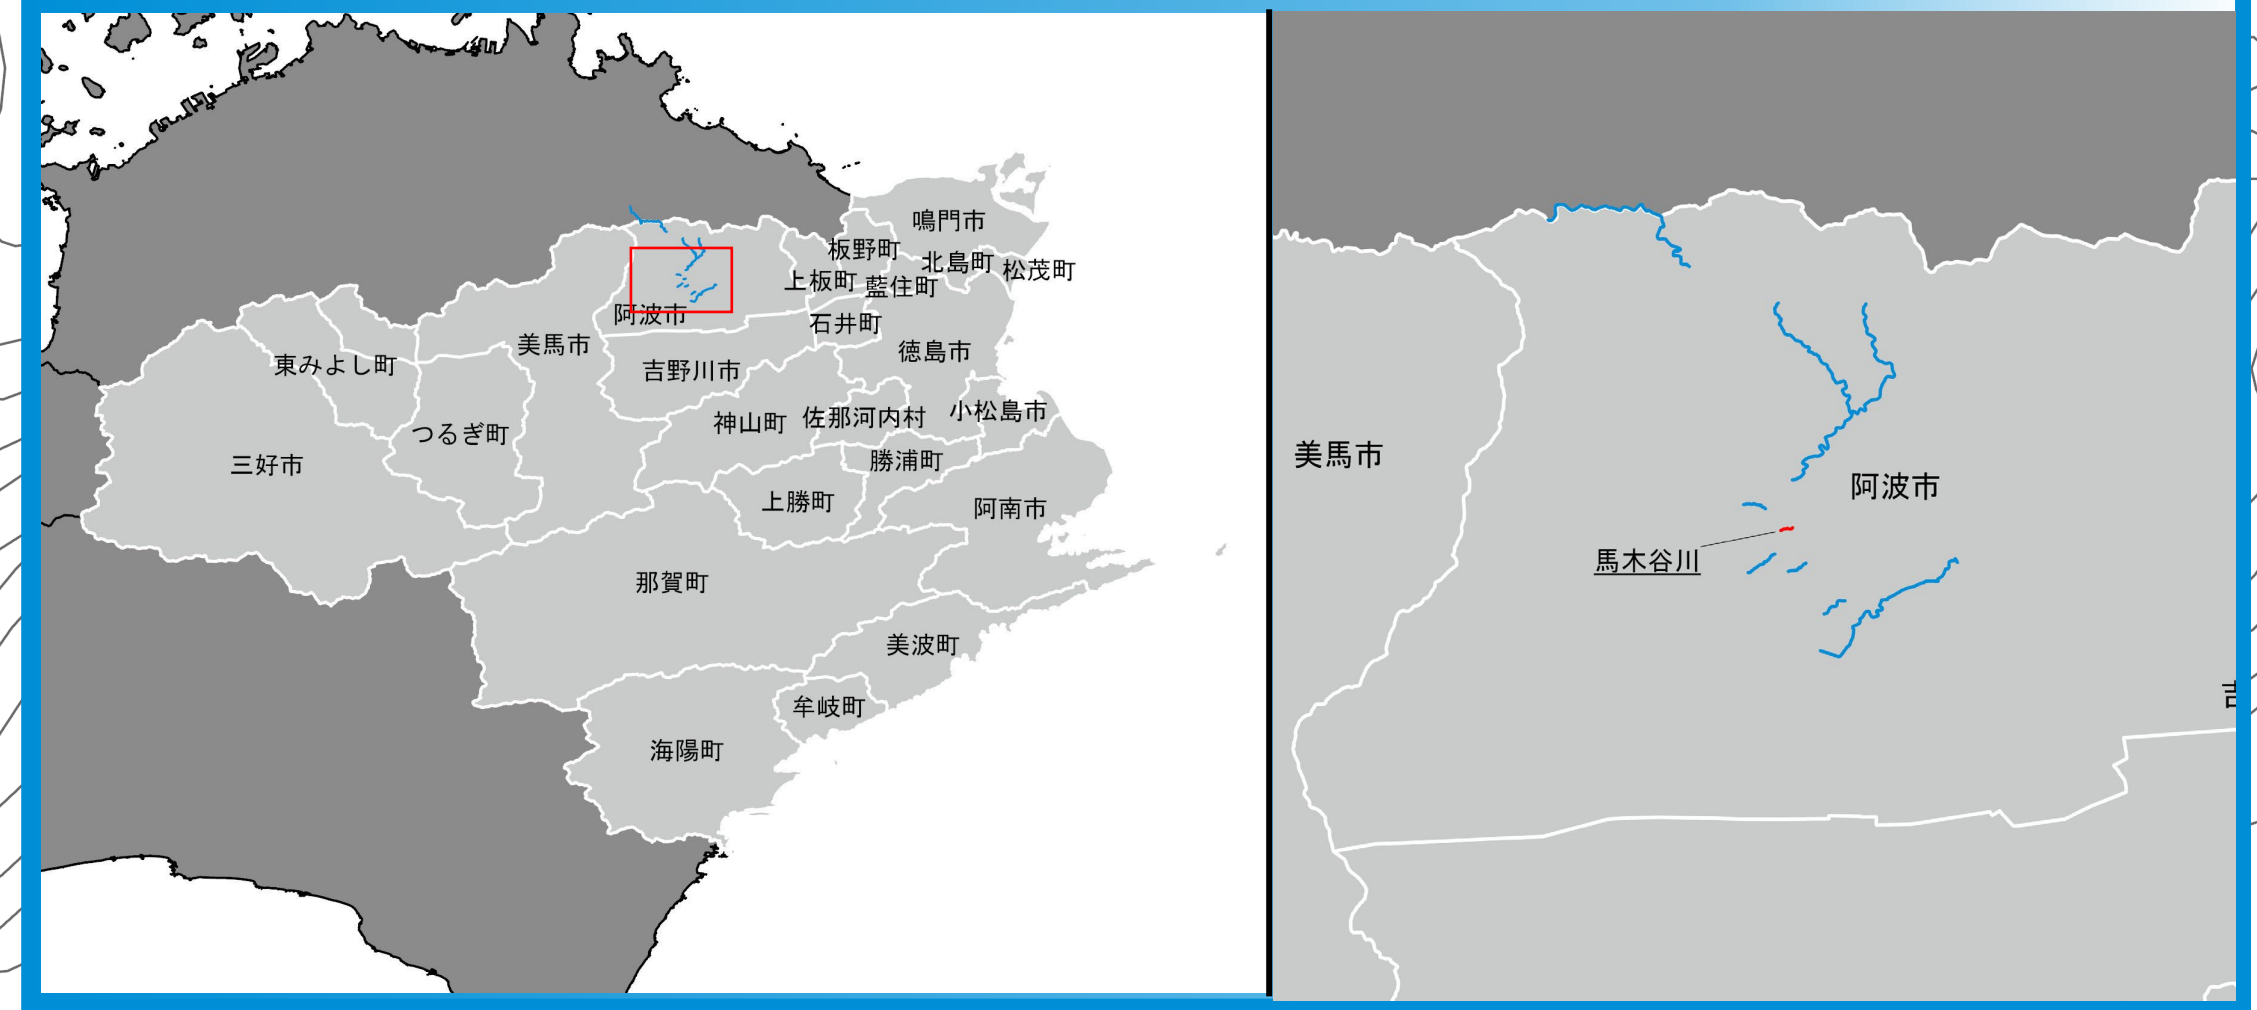 鳴門市
板野町
北島町
松茂町
上板町
藍住町
阿波市
石井町
美馬市
徳島市
東みよし町
吉野川市
小松島市
佐那河内村
神山町
つるぎ町
勝浦町
三好市
上勝町
阿南市
那賀町
美波町
牟岐町
海陽町
美馬市
阿波市
馬木谷川
吉